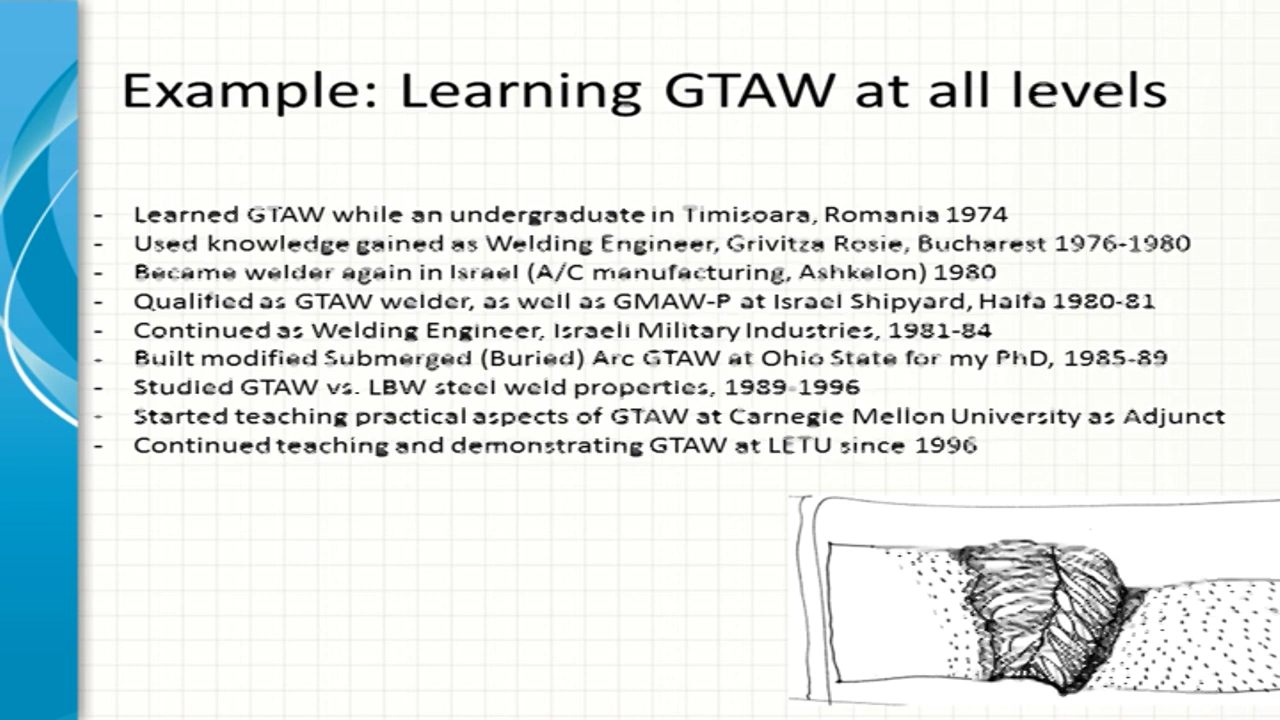 Example: Learning GTAW at all levels
- Learned GTAW while an undergraduate in Timisoara, Romania 1974
- Used knowledge gained as Welding Engineer, Grivitza Rosie, Bucharest 1976-1980
- Became welder again in Israel (A/C manufacturing, Ashkelon) 1980
- Qualified as GTAW welder, as well as GMAW-P at Israel Shipyard, Haifa 1980-81
- Continued as Welding Engineer, Israeli Military Industries, 1981-84
- Built modified Submerged (Buried) Arc GTAW at Ohio State for my PhD, 1985-89
- Studied GTAW vs. LBW steel weld properties, 1989-1996
- Started teaching practical aspects of GTAW at Carnegie Mellon University as Adjunct
- Continued teaching and demonstrating GTAW at LETU since 1996